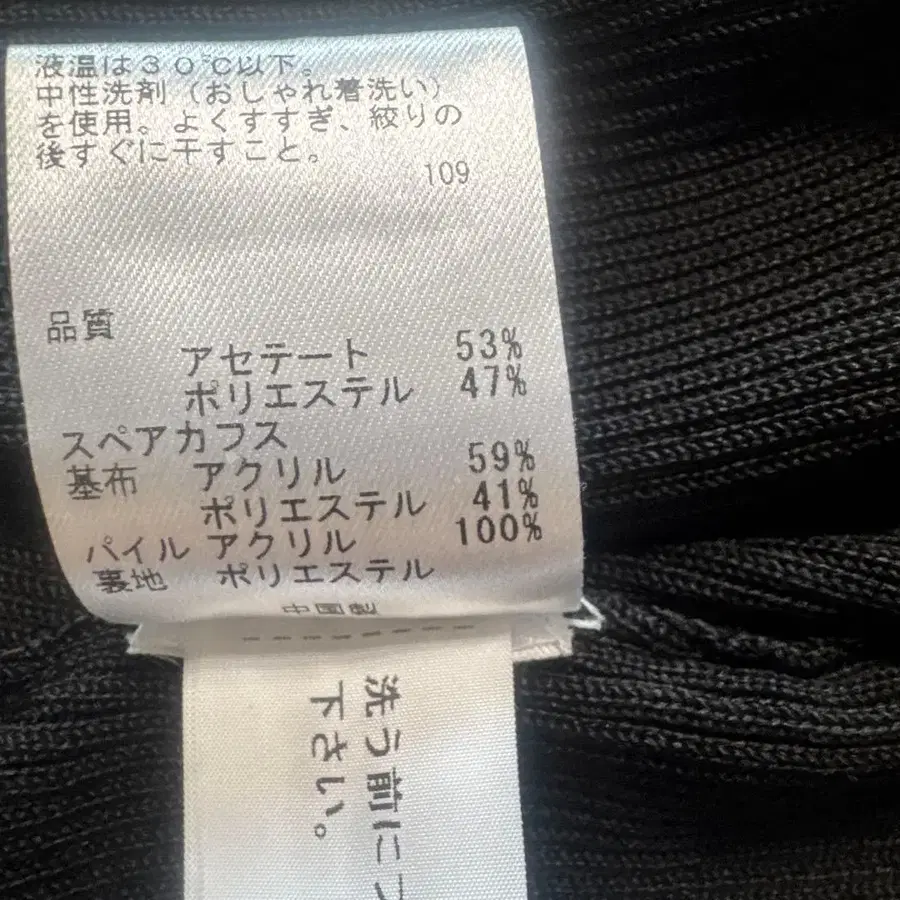 液温は30℃以下。
中性洗剤(おしゃれ着洗い)
を使用。よくすすぎ、絞りの
後すぐに干すこと。
109
品質
アセテート 53%
ポリエステル 47%
スペアカフス
基布 アクリル 59%
ポリエステル 41%
パイル アクリル 100%
裏地 ポリエステル
中国製
洗う前に
下さい。